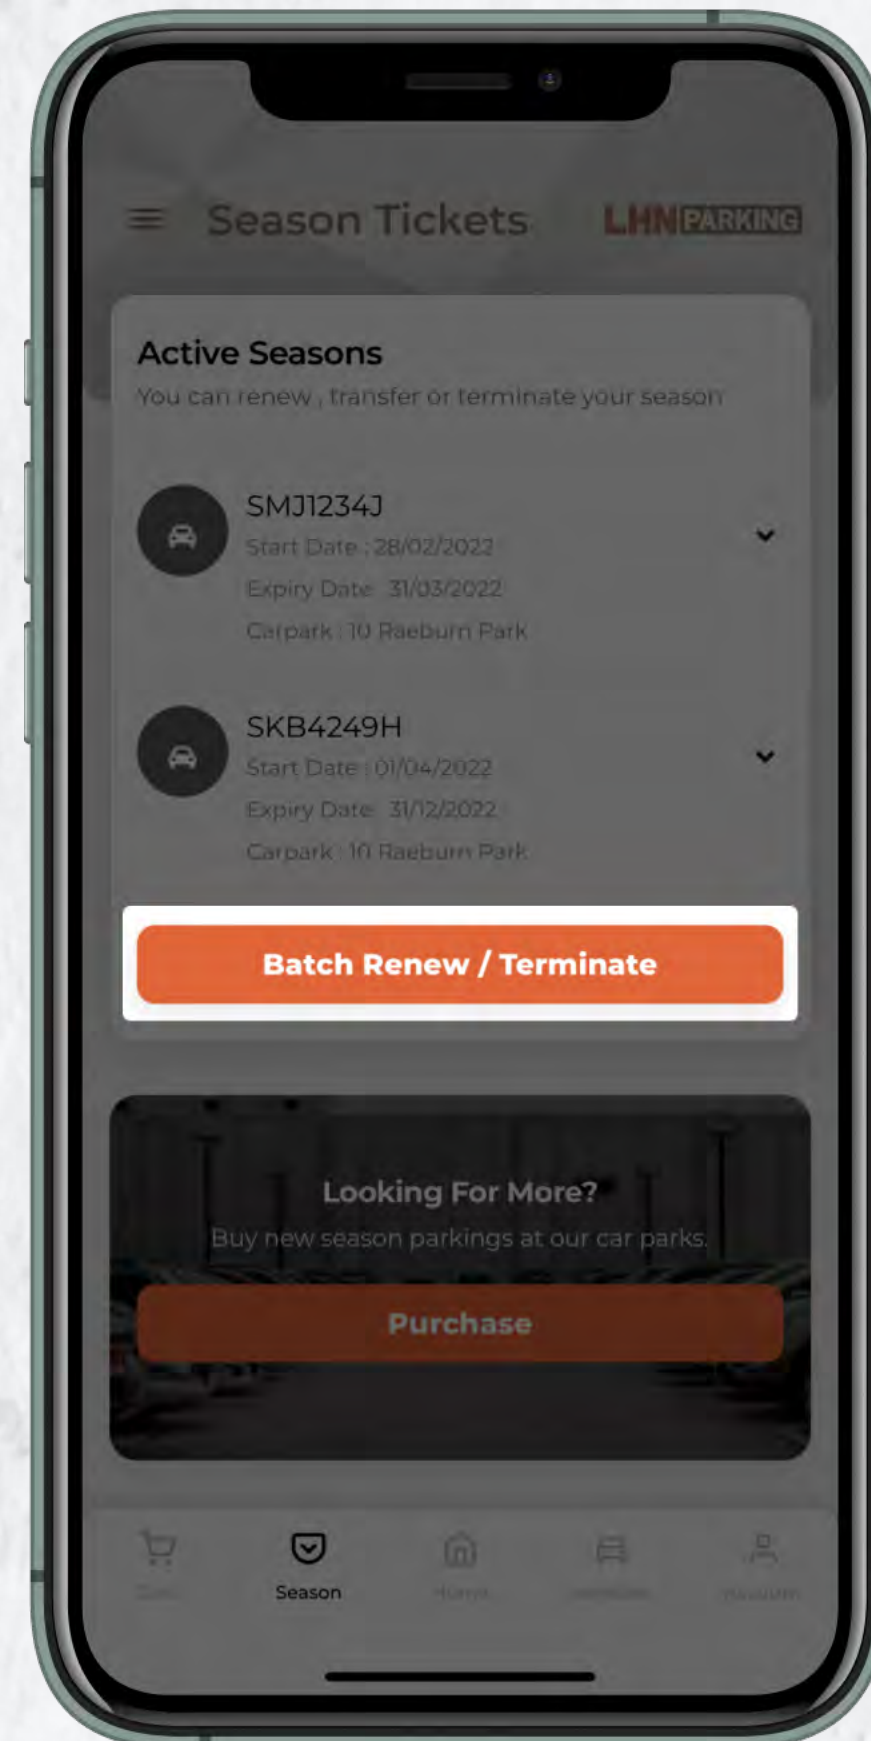 Season Tickets
LHN PARKING
Active Seasons
You can renew , transfer or terminate your season
SMJ1234J
Start Date : 28/02/2022
Expiry Date 31/03/2022
Carpark : 10 Raeburn Park
SKB4249H
Start Date : 01/04/2022
Expiry Date 31/12/2022
Carpark : 10 Raeburn Park
Batch Renew / Terminate
Looking For More?
Buy new season parkings at our car parks.
Purchase
Season
Home